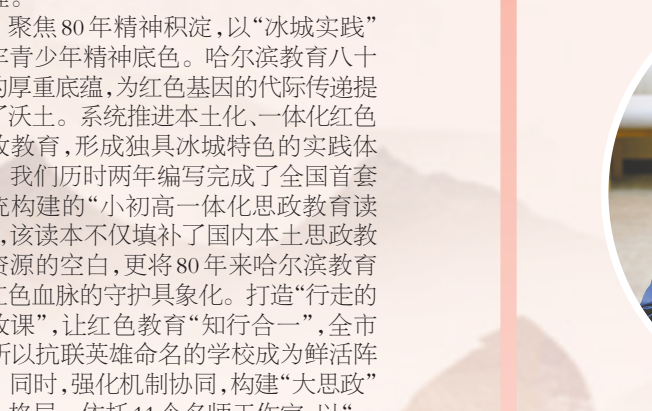 聚焦80年精神积淀,以“冰城实践”
牢青少年精神底色。哈尔滨教育八十
的厚重底蕴,为红色基因的代际传递提
了沃土。系统推进本土化、一体化红色
政教育,形成独具冰城特色的实践体
我们历时两年编写完成了全国首套
统构建的“小初高一体化思政教育读
,该读本不仅填补了国内本土思政教
资源的空白,更将80年来哈尔滨教育
红色血脉的守护具象化。打造“行走的
政课”,让红色教育“知行合一”,全市
所以抗联英雄命名的学校成为鲜活阵
同时,强化机制协同,构建“大思政”